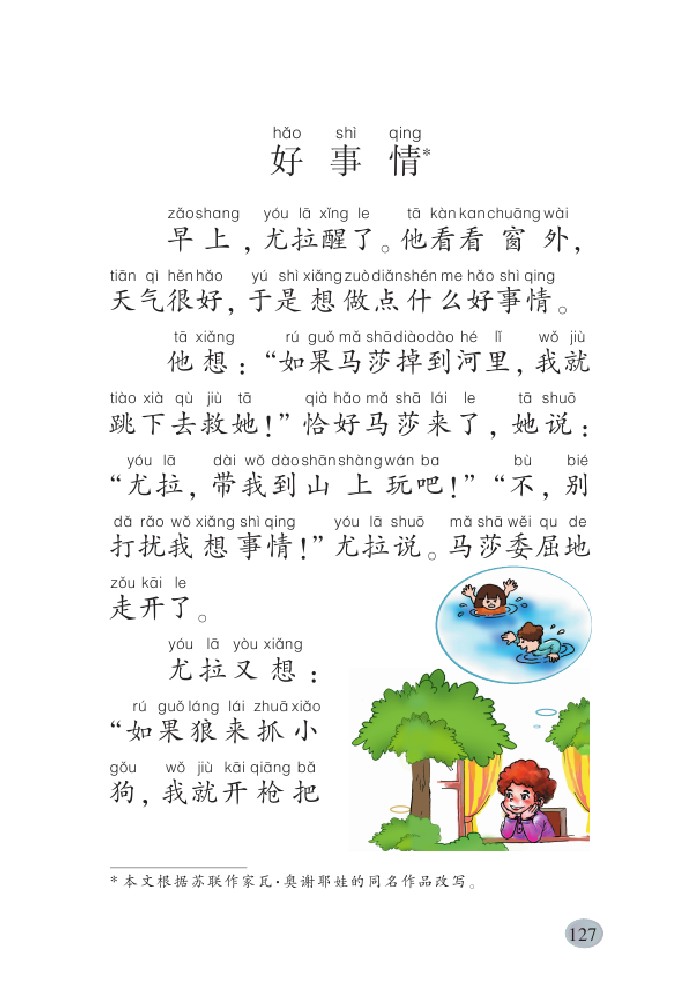 hǎo shì qing
好事情*
zǎo shang yóu lā xǐng le tā kàn kan chuāng wài
早上，尤拉醒了。他看看窗外，
tiān qì hěn hǎo yú shì xiǎng zuò diǎn shén me hǎo shì qing
天气很好，于是想做点什么好事情。
tā xiǎng rú guǒ mǎ shā diào dào hé lǐ wǒ jiù
他想：“如果马莎掉到河里，我就
tiào xià qù jiù tā qià hǎo mǎ shā lái le tā shuō
跳下去救她！”恰好马莎来了，她说：
yóu lā dài wǒ dào shān shàng wán ba bù bié
“尤拉，带我到山上玩吧！”“不，别
dǎ rǎo wǒ xiǎng shì qing yóu lā shuō mǎ shā wěi qu de
打扰我想事情！”尤拉说。马莎委屈地
zǒu kāi le
走开了。
yóu lā yòu xiǎng
尤拉又想：
rú guǒ láng lái zhuā xiǎo
“如果狼来抓小
gǒu wǒ jiù kāi qiāng bǎ
狗，我就开枪把
*本文根据苏联作家瓦·奥谢耶娃的同名作品改写。
127